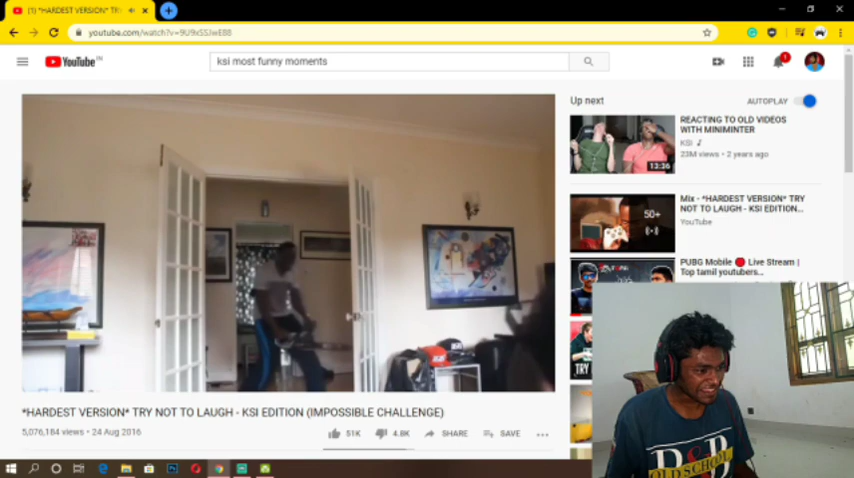 (1) *HARDEST VERSION* TR
youtube.com/watch?v=9U9xSSJwE88
YouTube
ksi most funny moments
1
Up next
AUTOPLAY
REACTING TO OLD VIDEOS
WITH MINIMINTER
KSI
23M views • 2 years ago
13:36
Mix - *HARDEST VERSION* TRY
NOT TO LAUGH - KSI EDITION...
YouTube
50+
PUBG Mobile 🔴 Live Stream |
Top tamil youtubers...
TRY
*HARDEST VERSION* TRY NOT TO LAUGH - KSI EDITION (IMPOSSIBLE CHALLENGE)
5,076,184 views • 24 Aug 2016
51K
4.8K
SHARE
SAVE
OLD SCHOOL